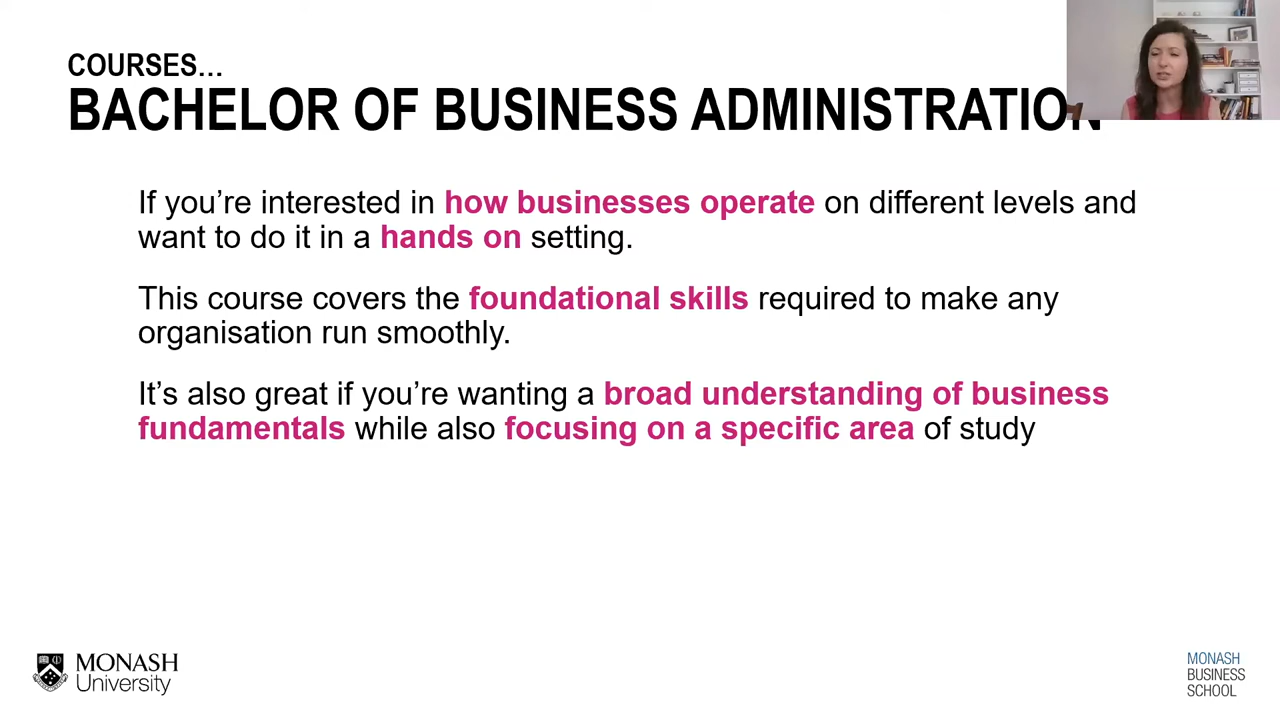 COURSES...
BACHELOR OF BUSINESS ADMINISTRATION
If you’re interested in how businesses operate on different levels and
want to do it in a hands on setting.
This course covers the foundational skills required to make any
organisation run smoothly.
It’s also great if you’re wanting a broad understanding of business
fundamentals while also focusing on a specific area of study
MONASH
University
MONASH
BUSINESS
SCHOOL